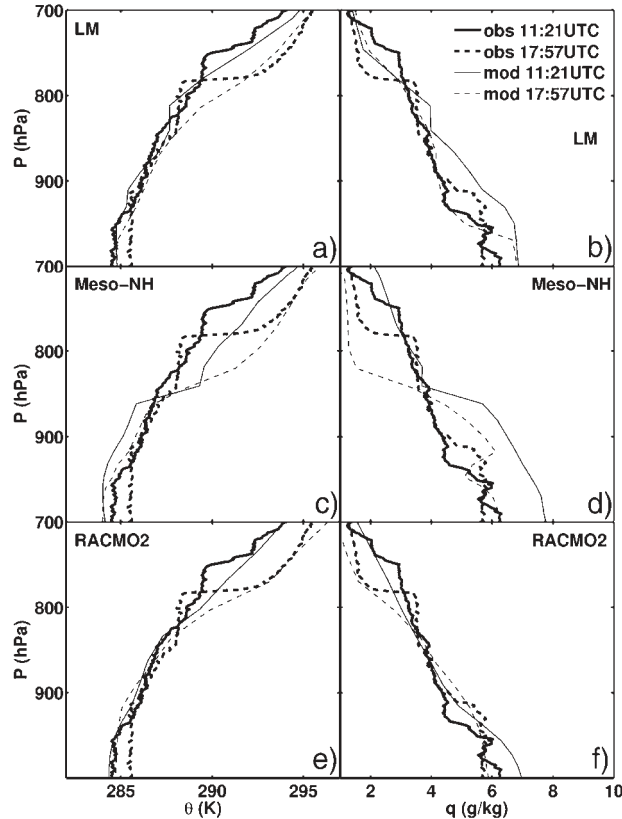 700
LM
obs 11:21UTC
obs 17:57UTC
mod 11:21UTC
mod 17:57UTC
P (hPa)
800
LM
900
a)
b)
700
Meso-NH
Meso-NH
P (hPa)
800
900
c)
d)
700
RACMO2
RACMO2
P (hPa)
800
900
e)
f)
285 290 295 2 4 6 8 10
θ (K) q (g/kg)